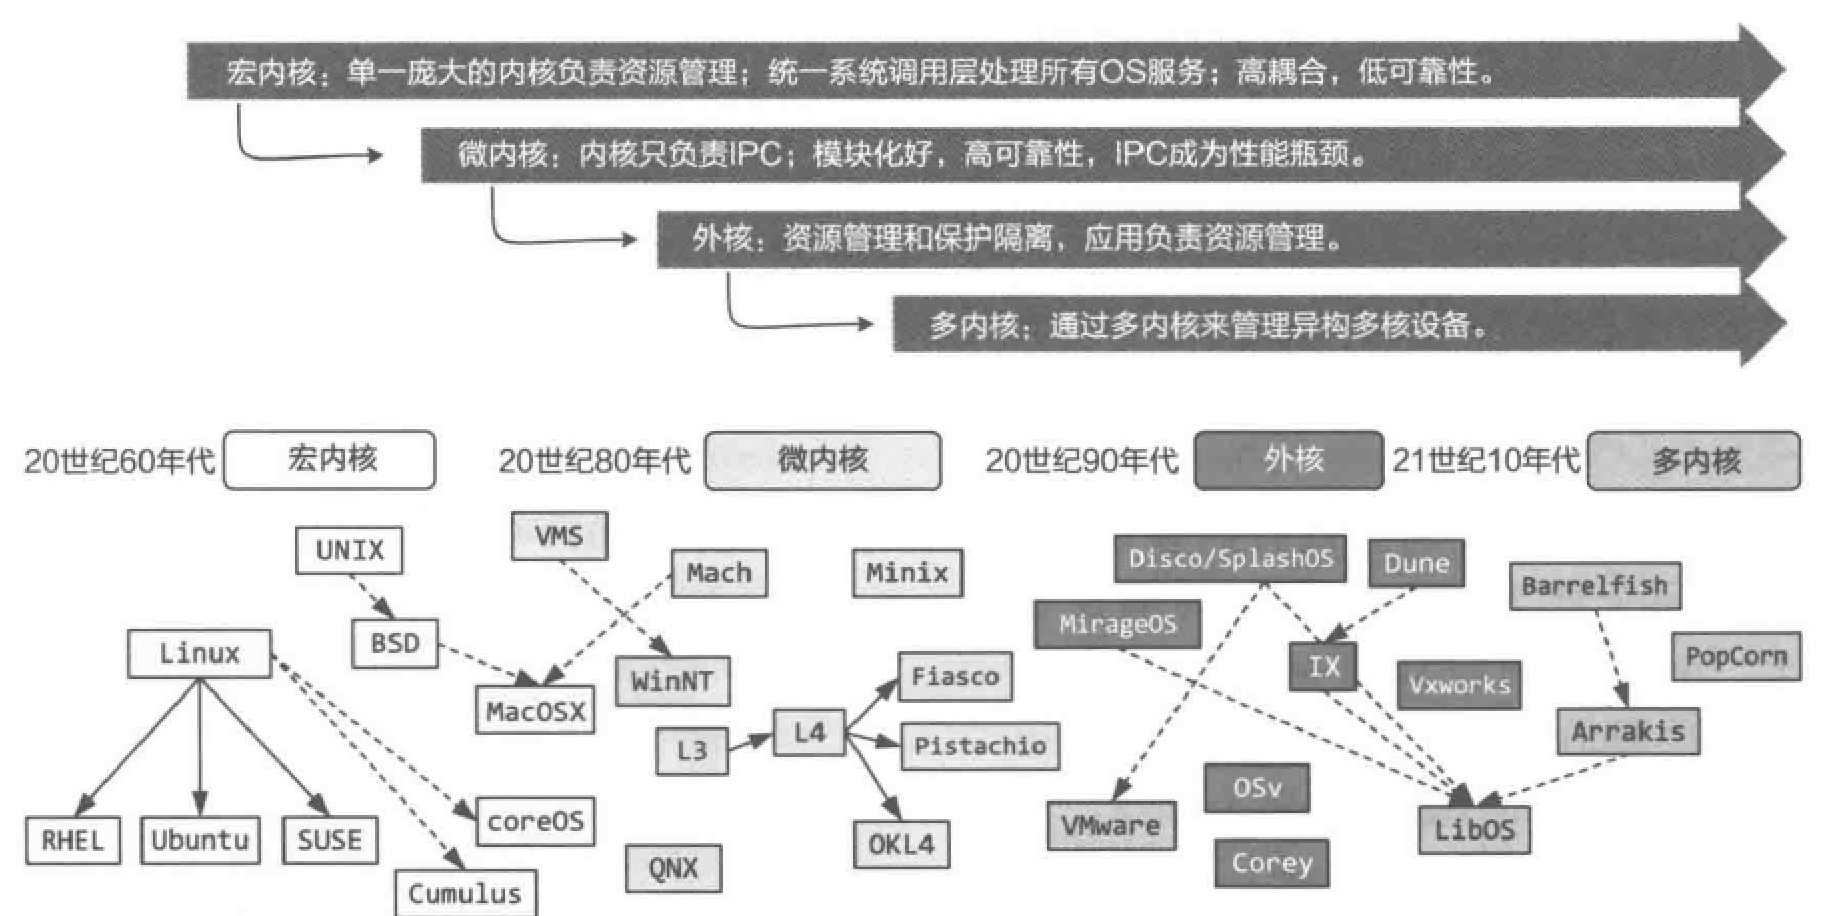 宏内核：单一庞大的内核负责资源管理；统一系统调用层处理所有OS服务；高耦合，低可靠性。
微内核：内核只负责IPC；模块化好，高可靠性，IPC成为性能瓶颈。
外核：资源管理和保护隔离，应用负责资源管理。
多内核：通过多内核来管理异构多核设备。
20世纪60年代 宏内核 20世纪80年代 微内核 20世纪90年代 外核 21世纪10年代 多内核
UNIX
BSD
Linux
MacOSX
RHEL
Ubuntu
SUSE
coreOS
Cumulus
VMS
Mach
Minix
WinNT
L3
L4
Fiasco
Pistachio
OKL4
QNX
Disco/SplashOS
Dune
MirageOS
IX
Vxworks
VMware
OSv
Corey
Barrelfish
PopCorn
Arrakis
LibOS